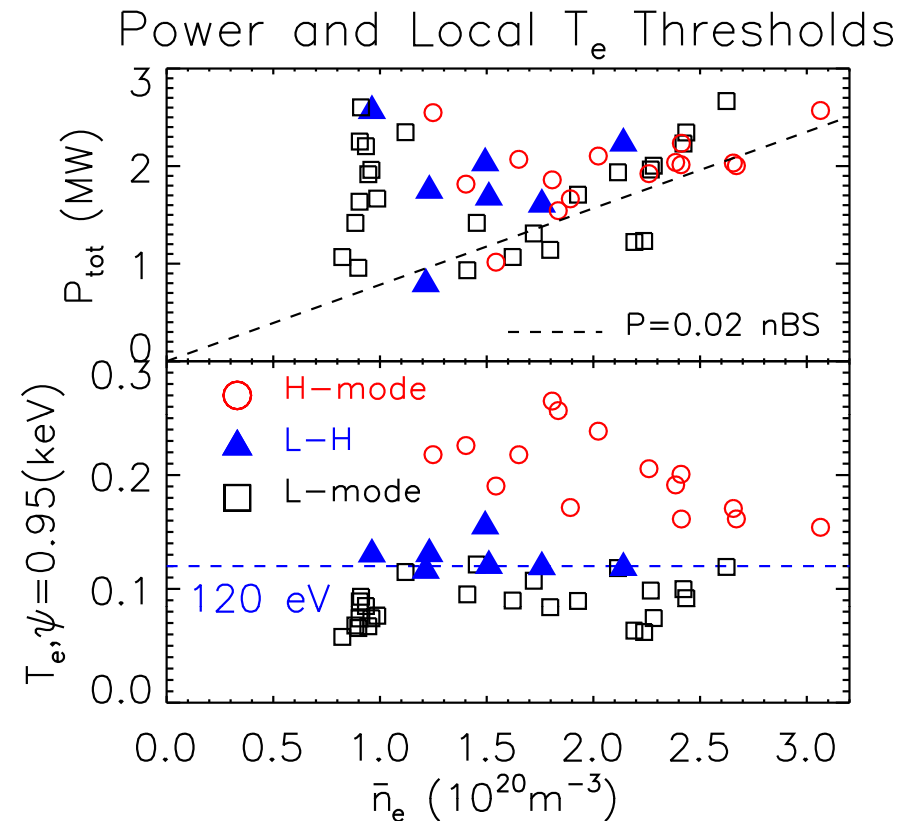 Power and Local Tₑ Thresholds
3
2
1
0
P_tot (MW)
P=0.02 nBS
0.3
0.2
0.1
0.0
Tₑ,ψ=0.95(keV)
H-mode
L-H
L-mode
120 eV
0.0 0.5 1.0 1.5 2.0 2.5 3.0
n̄ₑ (10²⁰m⁻³)